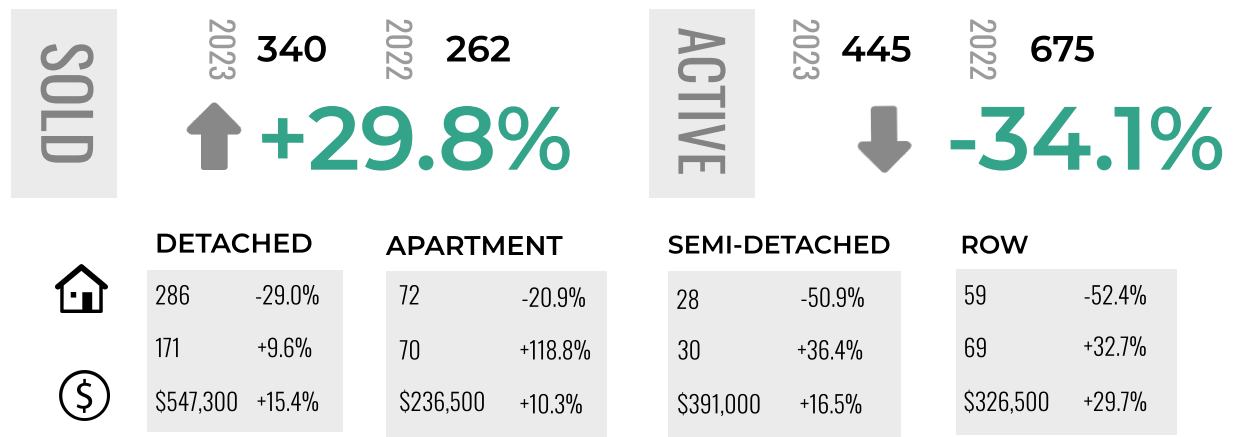 SOLD
2023 340 2022 262
+29.8%
ACTIVE
2023 445 2022 675
-34.1%
DETACHED
286 -29.0%
171 +9.6%
$547,300 +15.4%
APARTMENT
72 -20.9%
70 +118.8%
$236,500 +10.3%
SEMI-DETACHED
28 -50.9%
30 +36.4%
$391,000 +16.5%
ROW
59 -52.4%
69 +32.7%
$326,500 +29.7%
$